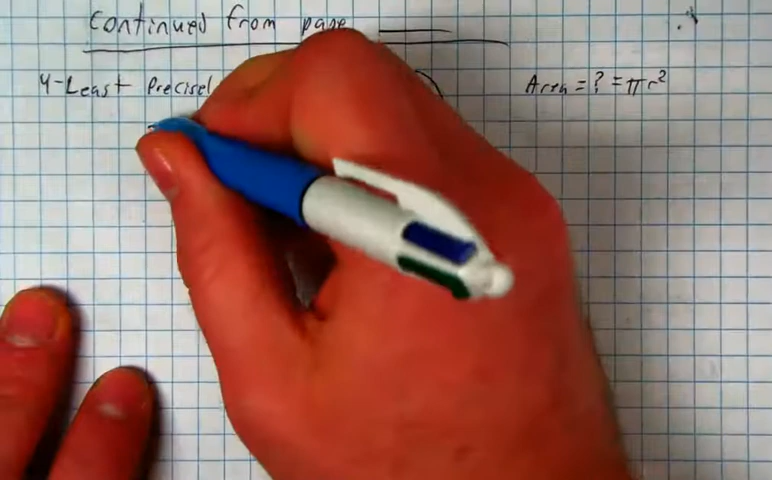 Continued from page
4-Least Precisel Area = ? = πr²